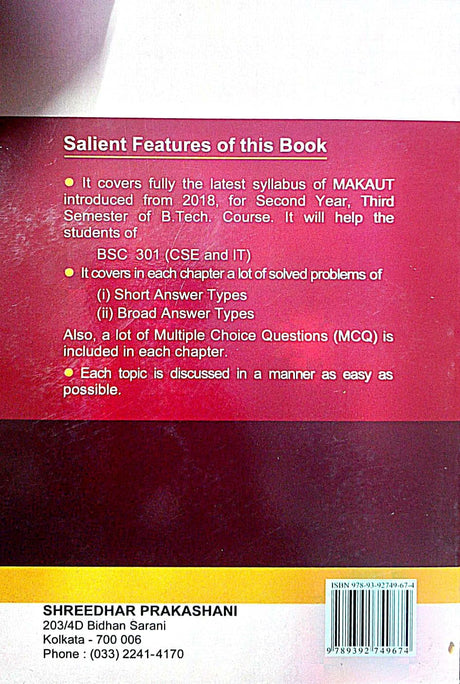 Salient Features of this Book
● It covers fully the latest syllabus of MAKAUT
introduced from 2018, for Second Year, Third
Semester of B.Tech. Course. It will help the
students of
BSC 301 (CSE and IT)
● It covers in each chapter a lot of solved problems of
(i) Short Answer Types
(ii) Broad Answer Types
Also, a lot of Multiple Choice Questions (MCQ) is
included in each chapter.
● Each topic is discussed in a manner as easy as
possible.
ISBN 978-93-92749-67-4
9789392749674
SHREEDHAR PRAKASHANI
203/4D Bidhan Sarani
Kolkata - 700 006
Phone : (033) 2241-4170